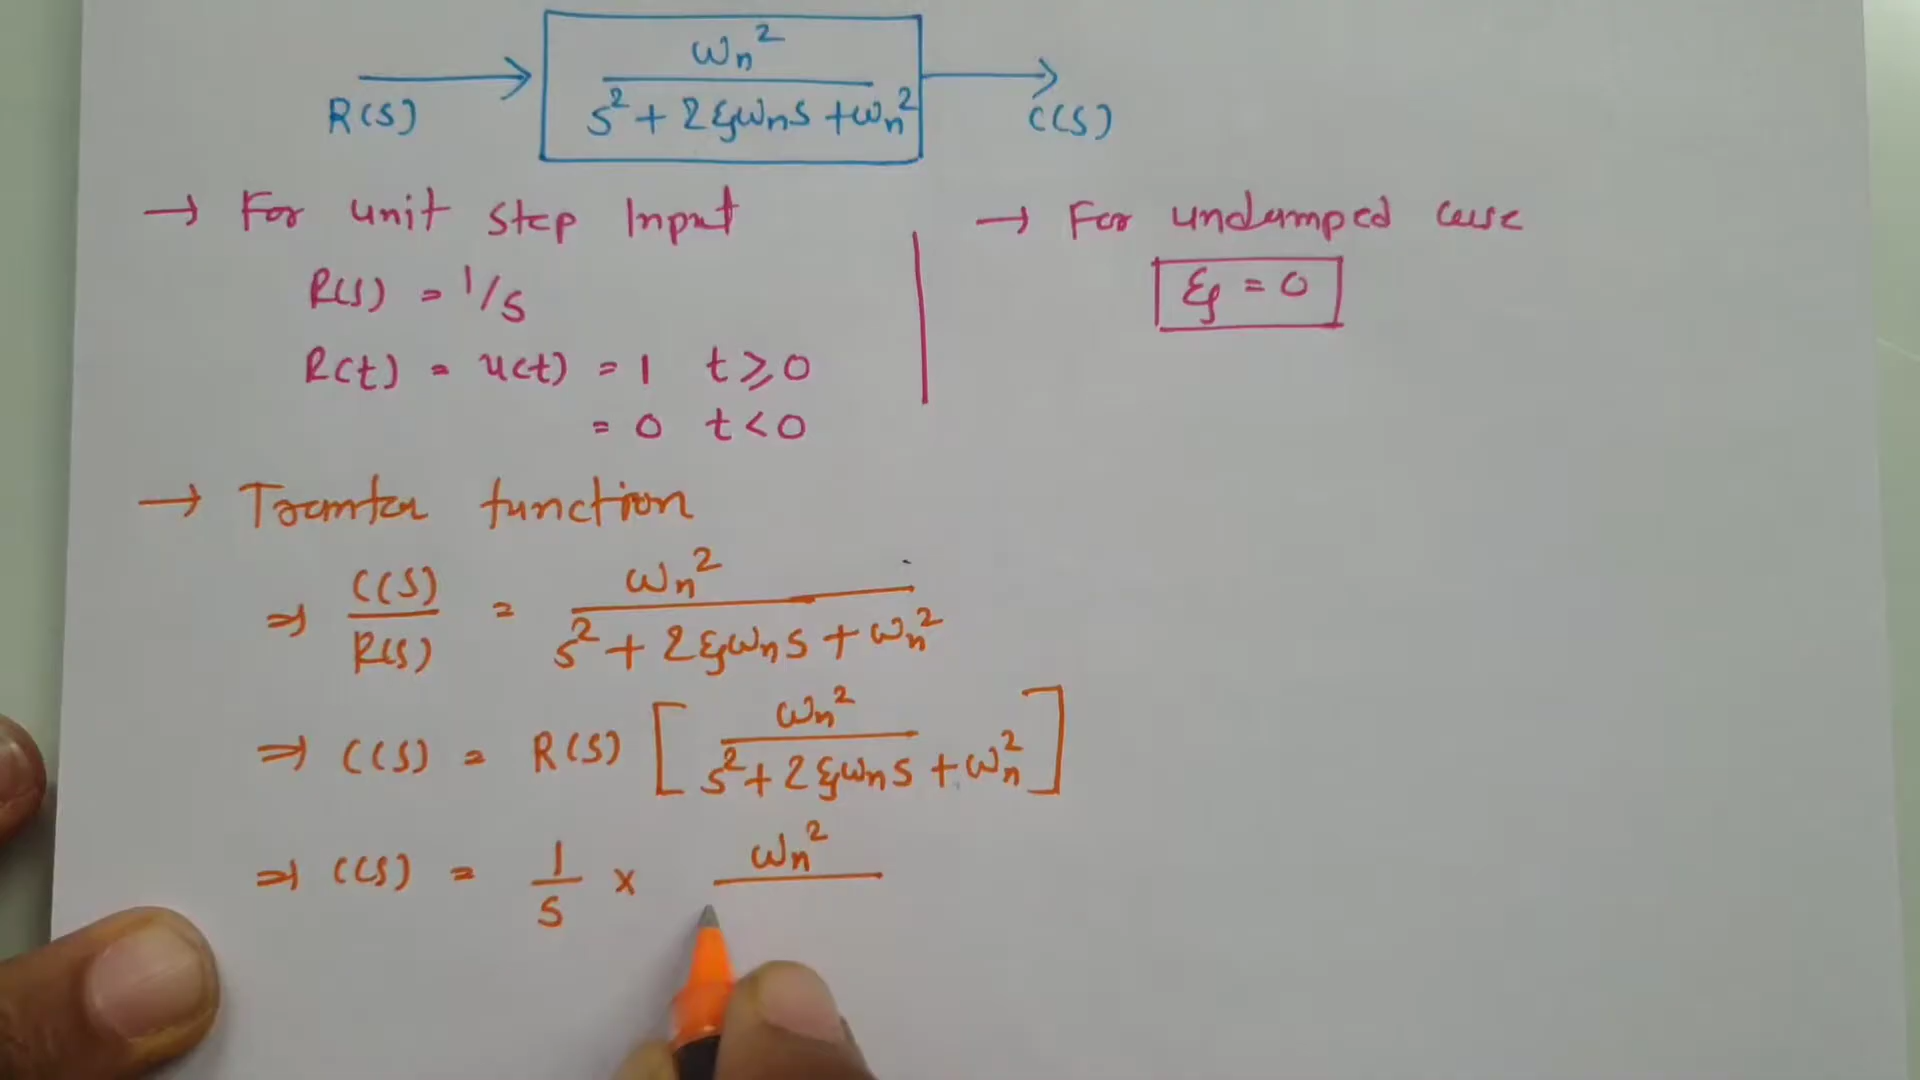 ωn²
R(S) s² + 2ξωns + ωn² C(S)
→ For unit step Input
R(s) = 1/s
R(t) = u(t) = 1 t ≥ 0
= 0 t < 0
→ For undamped case
ξ = 0
→ Transfer function
⇒ C(S)/R(S) = ωn² / s² + 2ξωns + ωn²
⇒ C(S) = R(S) [ ωn² / s² + 2ξωns + ωn² ]
⇒ C(S) = 1/s × ωn²